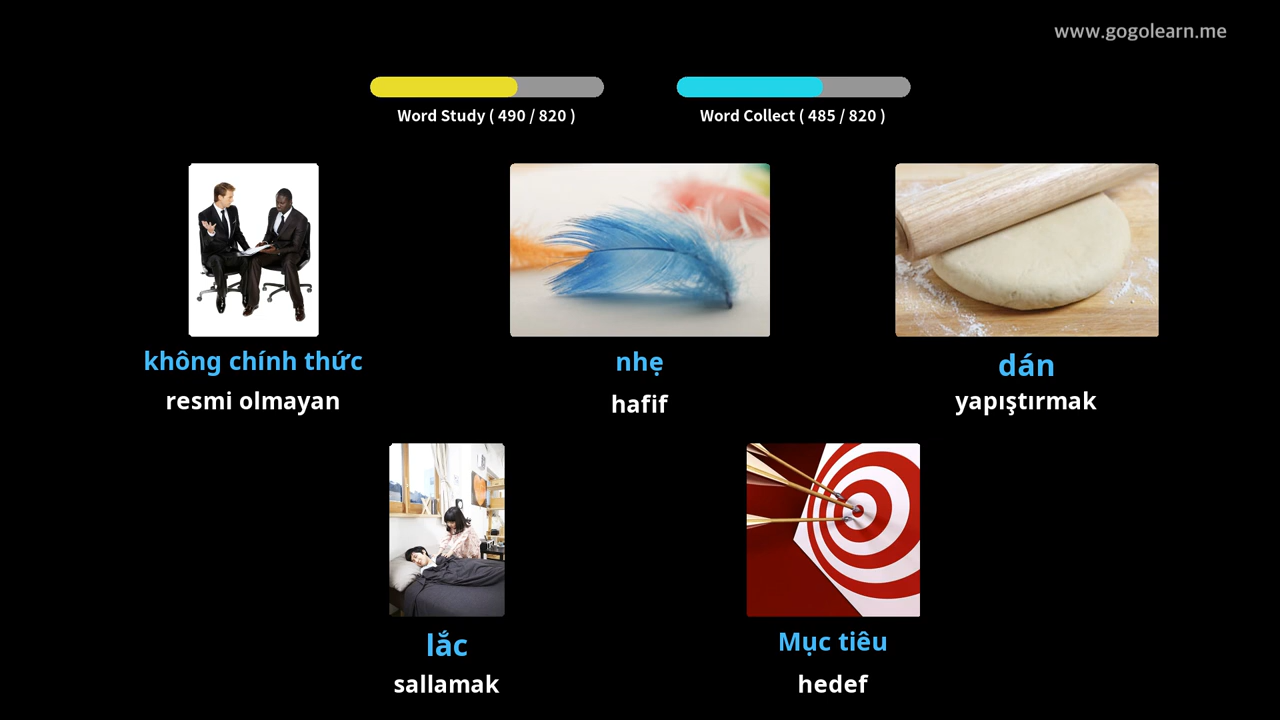 www.gogolearn.me
Word Study ( 490 / 820 )
Word Collect ( 485 / 820 )
không chính thức
resmi olmayan
nhẹ
hafif
dán
yapıştırmak
lắc
sallamak
Mục tiêu
hedef